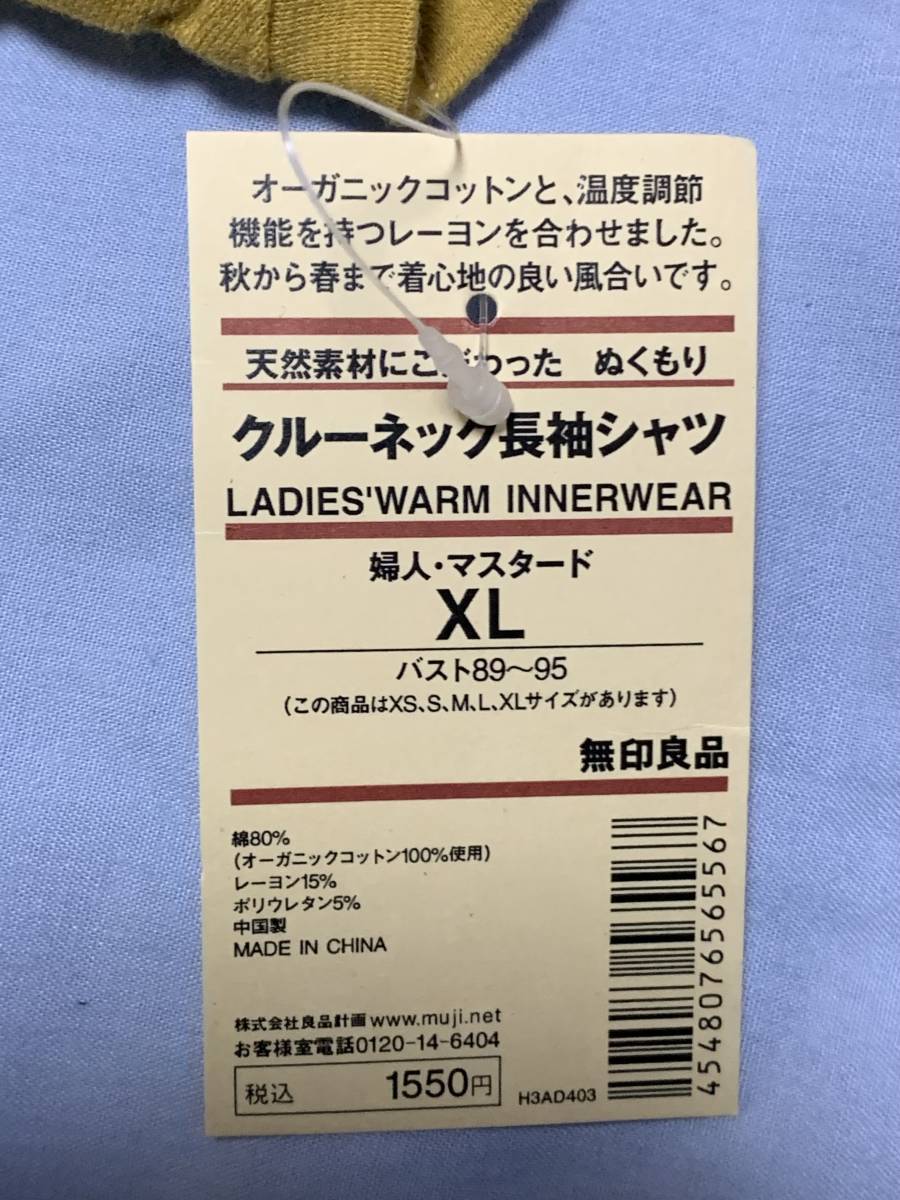 オーガニックコットンと、温度調節
機能を持つレーヨンを合わせました。
秋から春まで着心地の良い風合いです。
天然素材にこだわった ぬくもり
クルーネック長袖シャツ
LADIES'WARM INNERWEAR
婦人・マスタード
XL
バスト89〜95
(この商品はXS、S、M、L、XLサイズがあります)
無印良品
綿80%
(オーガニックコットン100%使用)
レーヨン15%
ポリウレタン5%
中国製
MADE IN CHINA
株式会社良品計画 www.muji.net
お客様室電話0120-14-6404
税込 1550円
H3AD403
4548076565567